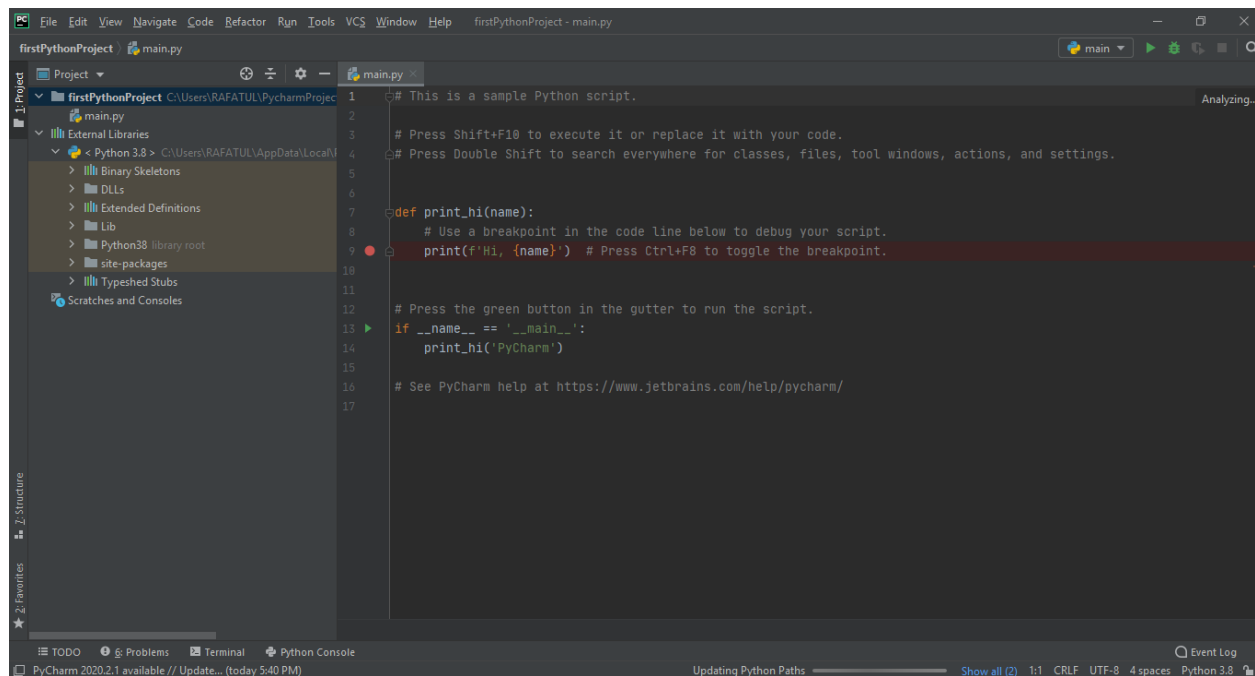 PC File Edit View Navigate Code Refactor Run Tools VCS Window Help firstPythonProject - main.py
firstPythonProject main.py main
1: Project
Project
main.py
firstPythonProject C:\Users\RAFATUL\PycharmProjec
main.py
External Libraries
< Python 3.8 > C:\Users\RAFATUL\AppData\Local\
Binary Skeletons
DLLs
Extended Definitions
Lib
Python38 library root
site-packages
Typeshed Stubs
Scratches and Consoles
Analyzing...
1 # This is a sample Python script.
2
3 # Press Shift+F10 to execute it or replace it with your code.
4 # Press Double Shift to search everywhere for classes, files, tool windows, actions, and settings.
5
6
7 def print_hi(name):
8 # Use a breakpoint in the code line below to debug your script.
9 print(f'Hi, {name}') # Press Ctrl+F8 to toggle the breakpoint.
10
11
12 # Press the green button in the gutter to run the script.
13 if __name__ == '__main__':
14 print_hi('PyCharm')
15
16 # See PyCharm help at https://www.jetbrains.com/help/pycharm/
17
7: Structure
2: Favorites
TODO 6: Problems Terminal Python Console Event Log
PyCharm 2020.2.1 available // Update... (today 5:40 PM) Updating Python Paths Show all (2) 1:1 CRLF UTF-8 4 spaces Python 3.8